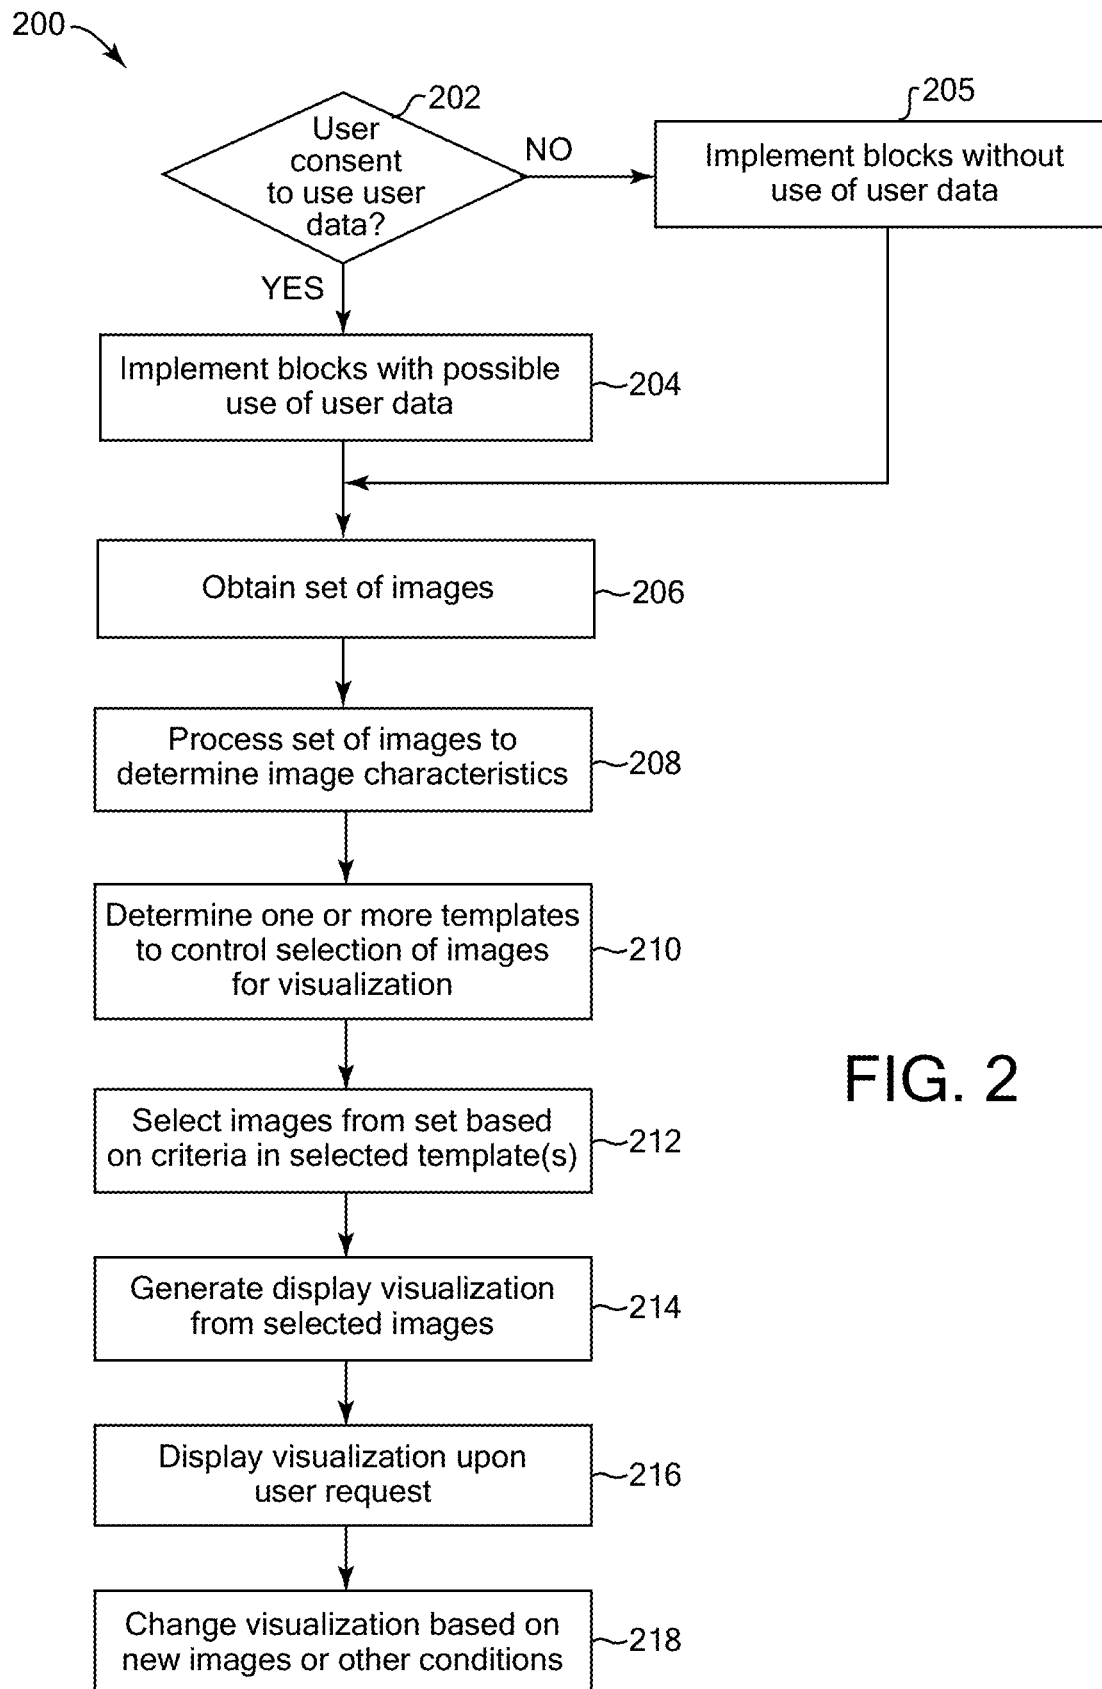 200
202
User
consent
to use user
data?
NO
205
Implement blocks without
use of user data
YES
Implement blocks with possible
use of user data
204
Obtain set of images
206
Process set of images to
determine image characteristics
208
Determine one or more templates
to control selection of images
for visualization
210
FIG. 2
Select images from set based
on criteria in selected template(s)
212
Generate display visualization
from selected images
214
Display visualization upon
user request
216
Change visualization based on
new images or other conditions
218